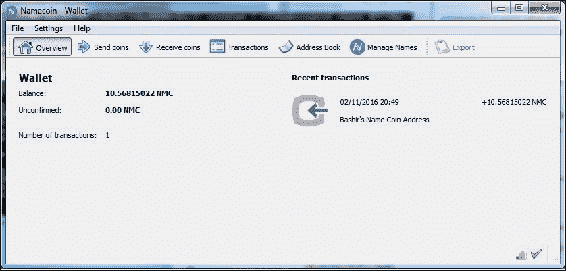 Namecoin - Wallet
File Settings Help
Overview Send coins Receive coins Transactions Address Book Manage Names Export
Wallet
Balance: 10.56815022 NMC
Unconfirmed: 0.00 NMC
Number of transactions: 1
Recent transactions
02/11/2016 20:49 +10.56815022 NMC
Bashir's Name Coin Address